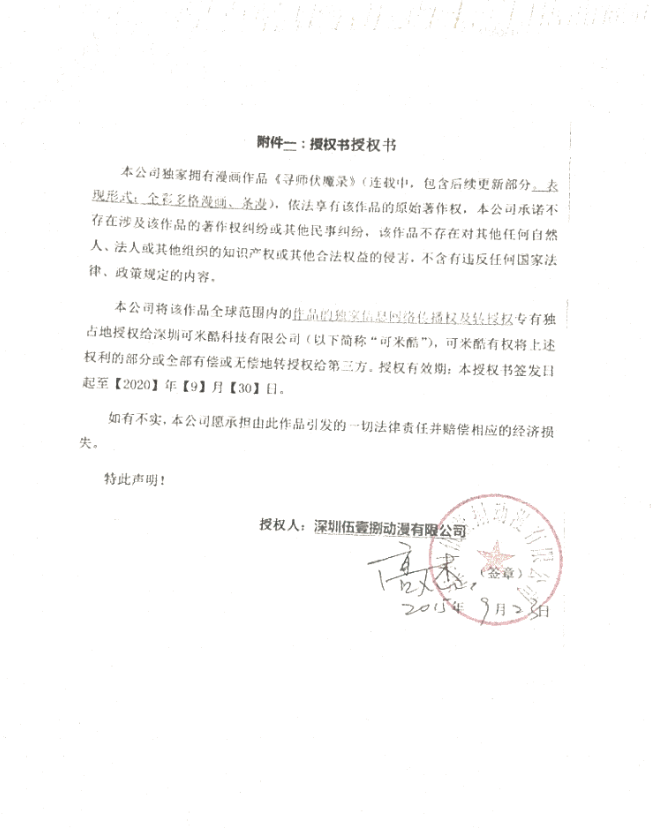 附件一：授权书授权书
本公司独家拥有漫画作品《寻师伏魔录》（连载中，包含后续更新部分、表
现形式：全彩多格漫画、条漫），依法享有该作品的原始著作权，本公司承诺不
存在涉及该作品的著作权纠纷或其他民事纠纷，该作品不存在对其他任何自然
人、法人或其他组织的知识产权或其他合法权益的侵害，不含有违反任何国家法
律、政策规定的内容。
本公司将该作品全球范围内的作品的独家信息网络传播权及转授权专有独
占地授权给深圳可米酷科技有限公司（以下简称“可米酷”），可米酷有权将上述
权利的部分或全部有偿或无偿地转授权给第三方。授权有效期：本授权书签发日
起至【2020】年【9】月【30】日。
如有不实，本公司愿承担由此作品引发的一切法律责任并赔偿相应的经济损
失。
特此声明！
授权人：深圳伍壹捌动漫有限公司
（签章）
2015年 9月23日
捌动漫有限公司